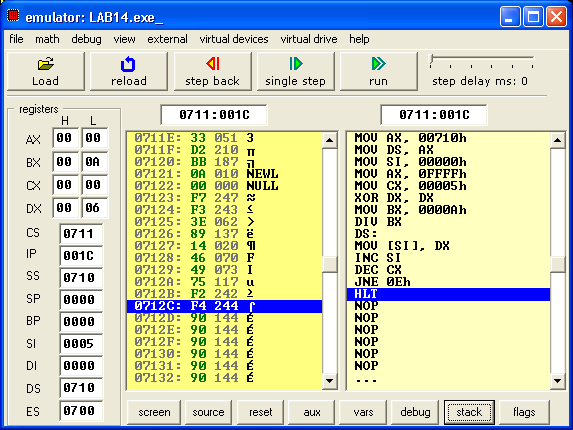 emulator: LAB14.exe_
file math debug view external virtual devices virtual drive help
Load reload step back single step run step delay ms: 0
registers
H L
AX 00 00
BX 00 0A
CX 00 00
DX 00 06
CS 0711
IP 001C
SS 0710
SP 0000
BP 0000
SI 0005
DI 0000
DS 0710
ES 0700
0711:001C
0711E: 33 051 3
0711F: D2 210 π
07120: BB 187 ╗
07121: 0A 010 NEWL
07122: 00 000 NULL
07123: F7 247 ≈
07124: F3 243 ≤
07125: 3E 062 >
07126: 89 137 ë
07127: 14 020 ¶
07128: 46 070 F
07129: 49 073 I
0712A: 75 117 u
0712B: F2 242 ≥
0712C: F4 244 ⌠
0712D: 90 144 É
0712E: 90 144 É
0712F: 90 144 É
07130: 90 144 É
07131: 90 144 É
07132: 90 144 É
0711:001C
MOV AX, 00710h
MOV DS, AX
MOV SI, 00000h
MOV AX, 0FFFFh
MOV CX, 00005h
XOR DX, DX
MOV BX, 0000Ah
DIV BX
DS:
MOV [SI], DX
INC SI
DEC CX
JNE 0Eh
HLT
NOP
NOP
NOP
NOP
NOP
NOP
...
screen source reset aux vars debug stack flags